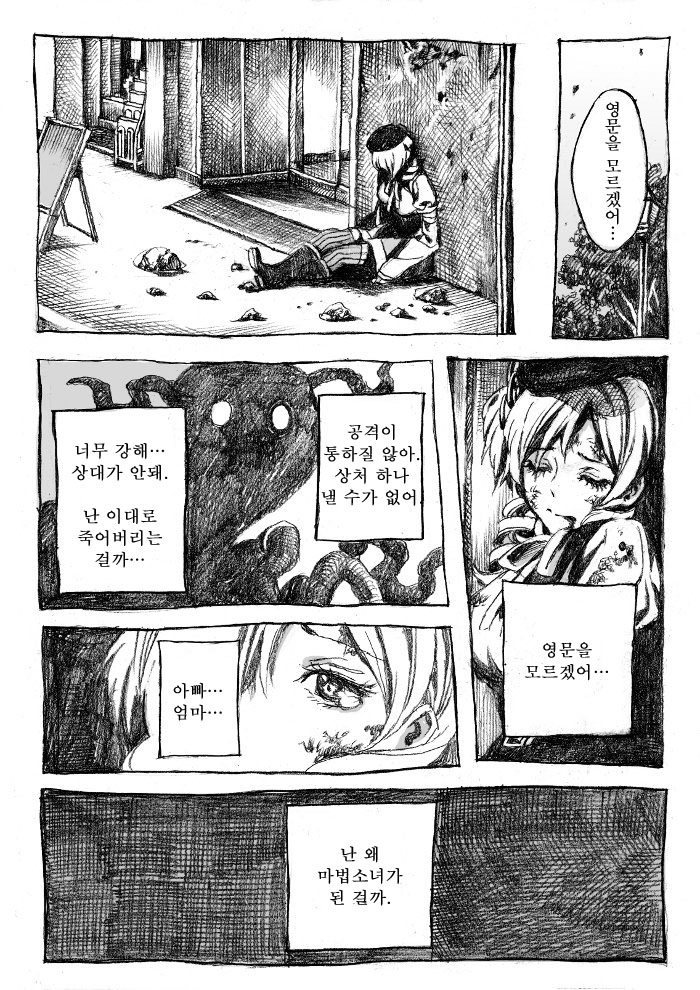 영문을 모르겠어…
공격이
통하질 않아.
상처 하나
낼 수가 없어.
너무 강해…
상대가 안돼.
난 이대로
죽어버리는
걸까…
영문을
모르겠어…
아빠…
엄마…
난 왜
마법소녀가
된 걸까.